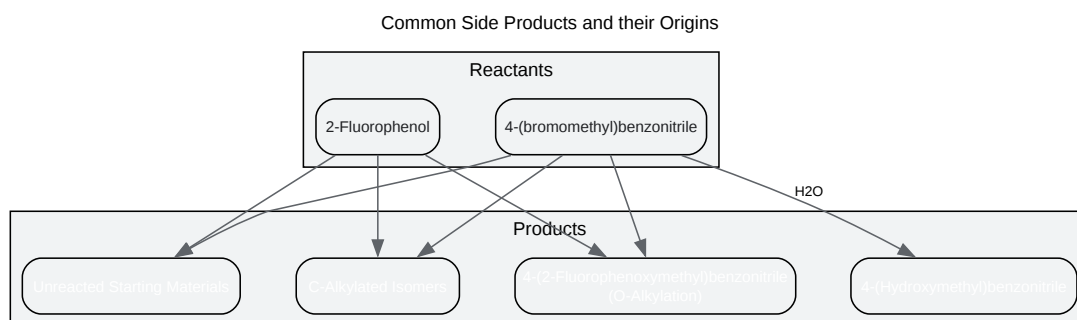 Common Side Products and their Origins
Reactants
2-Fluorophenol
4-(bromomethyl)benzonitrile
H2O
Products
Unreacted Starting Materials
C-Alkylated Isomers
4-(2-Fluorophenoxymethyl)benzonitrile
(O-Alkylation)
4-(Hydroxymethyl)benzonitrile